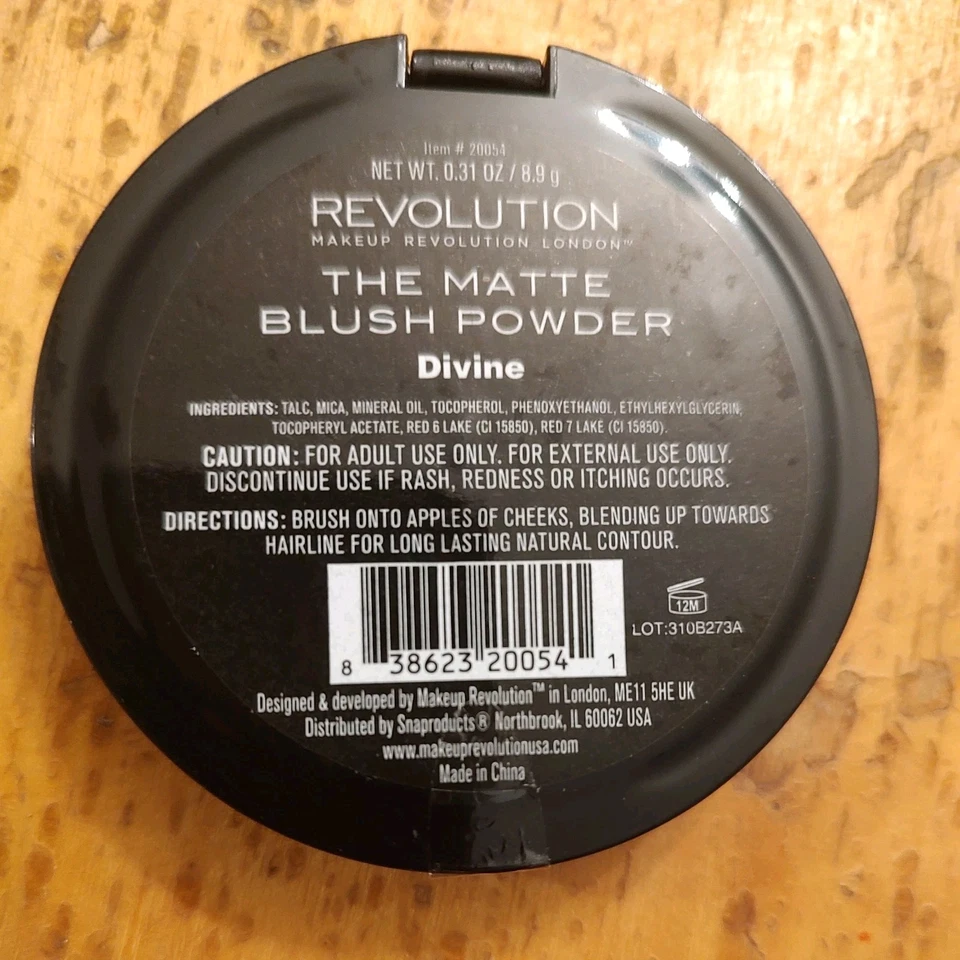 Item # 20054
NET WT. 0.31 OZ / 8.9 g
REVOLUTION
MAKEUP REVOLUTION LONDON™
THE MATTE
BLUSH POWDER
Divine
INGREDIENTS: TALC, MICA, MINERAL OIL, TOCOPHEROL, PHENOXYETHANOL, ETHYLHEXYLGLYCERIN,
TOCOPHERYL ACETATE, RED 6 LAKE (CI 15850), RED 7 LAKE (CI 15850).
CAUTION: FOR ADULT USE ONLY. FOR EXTERNAL USE ONLY.
DISCONTINUE USE IF RASH, REDNESS OR ITCHING OCCURS.
DIRECTIONS: BRUSH ONTO APPLES OF CHEEKS, BLENDING UP TOWARDS
HAIRLINE FOR LONG LASTING NATURAL CONTOUR.
12M
LOT:310B273A
8 38623 20054 1
Designed & developed by Makeup Revolution™ in London, ME11 5HE UK
Distributed by Snaproducts® Northbrook, IL 60062 USA
www.makeuprevolutionusa.com
Made in China